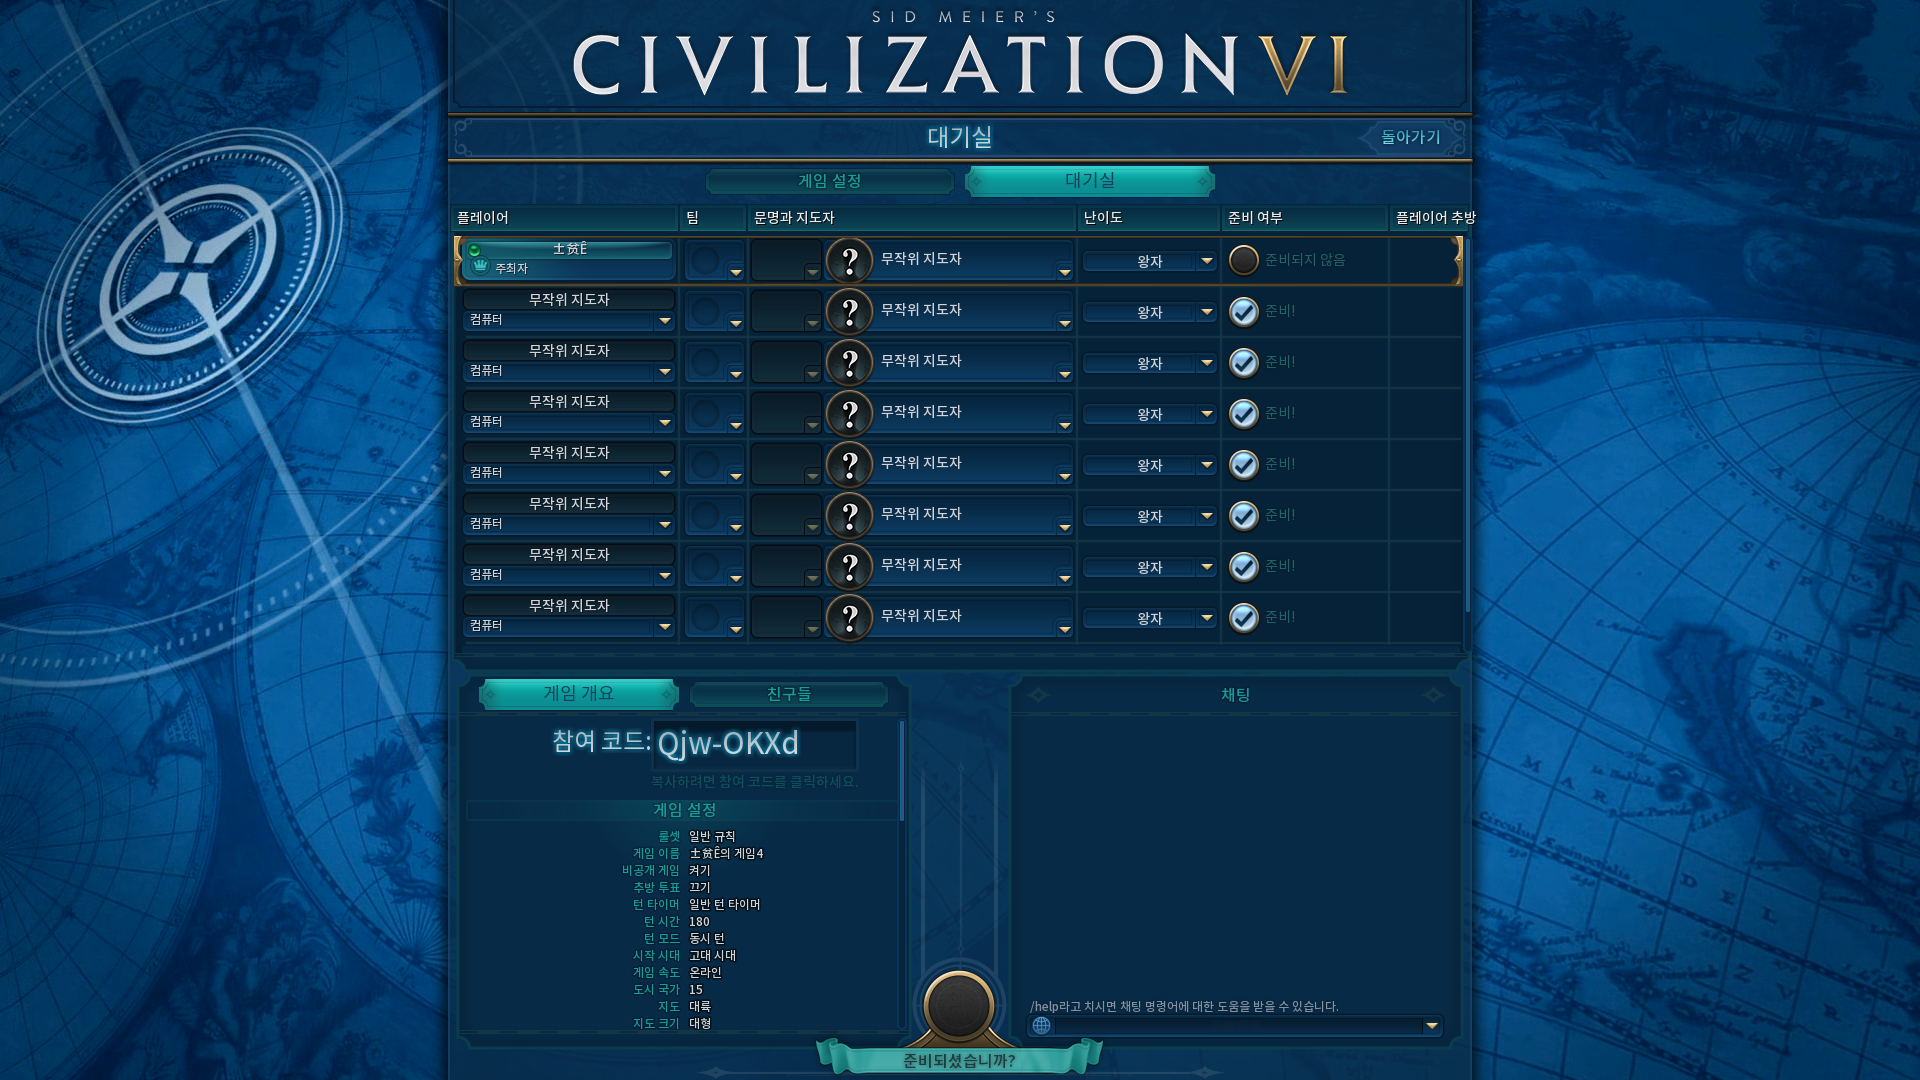 SID MEIER'S
CIVILIZATION VI
대기실
돌아가기
게임 설정
대기실
플레이어 팀 문명과 지도자 난이도 준비 여부 플레이어 추방
士贫Ê
주최자
무작위 지도자 왕자 준비되지 않음
무작위 지도자
컴퓨터
무작위 지도자 왕자 준비!
무작위 지도자
컴퓨터
무작위 지도자 왕자 준비!
무작위 지도자
컴퓨터
무작위 지도자 왕자 준비!
무작위 지도자
컴퓨터
무작위 지도자 왕자 준비!
무작위 지도자
컴퓨터
무작위 지도자 왕자 준비!
무작위 지도자
컴퓨터
무작위 지도자 왕자 준비!
무작위 지도자
컴퓨터
무작위 지도자 왕자 준비!
게임 개요
친구들
참여 코드: Qjw-OKXd
복사하려면 참여 코드를 클릭하세요.
게임 설정
룰셋 일반 규칙
게임 이름 士贫Ê의 게임4
비공개 게임 켜기
추방 투표 끄기
턴 타이머 일반 턴 타이머
턴 시간 180
턴 모드 동시 턴
시작 시대 고대 시대
게임 속도 온라인
도시 국가 15
지도 대륙
지도 크기 대형
채팅
/help라고 치시면 채팅 명령어에 대한 도움을 받을 수 있습니다.
준비되셨습니까?